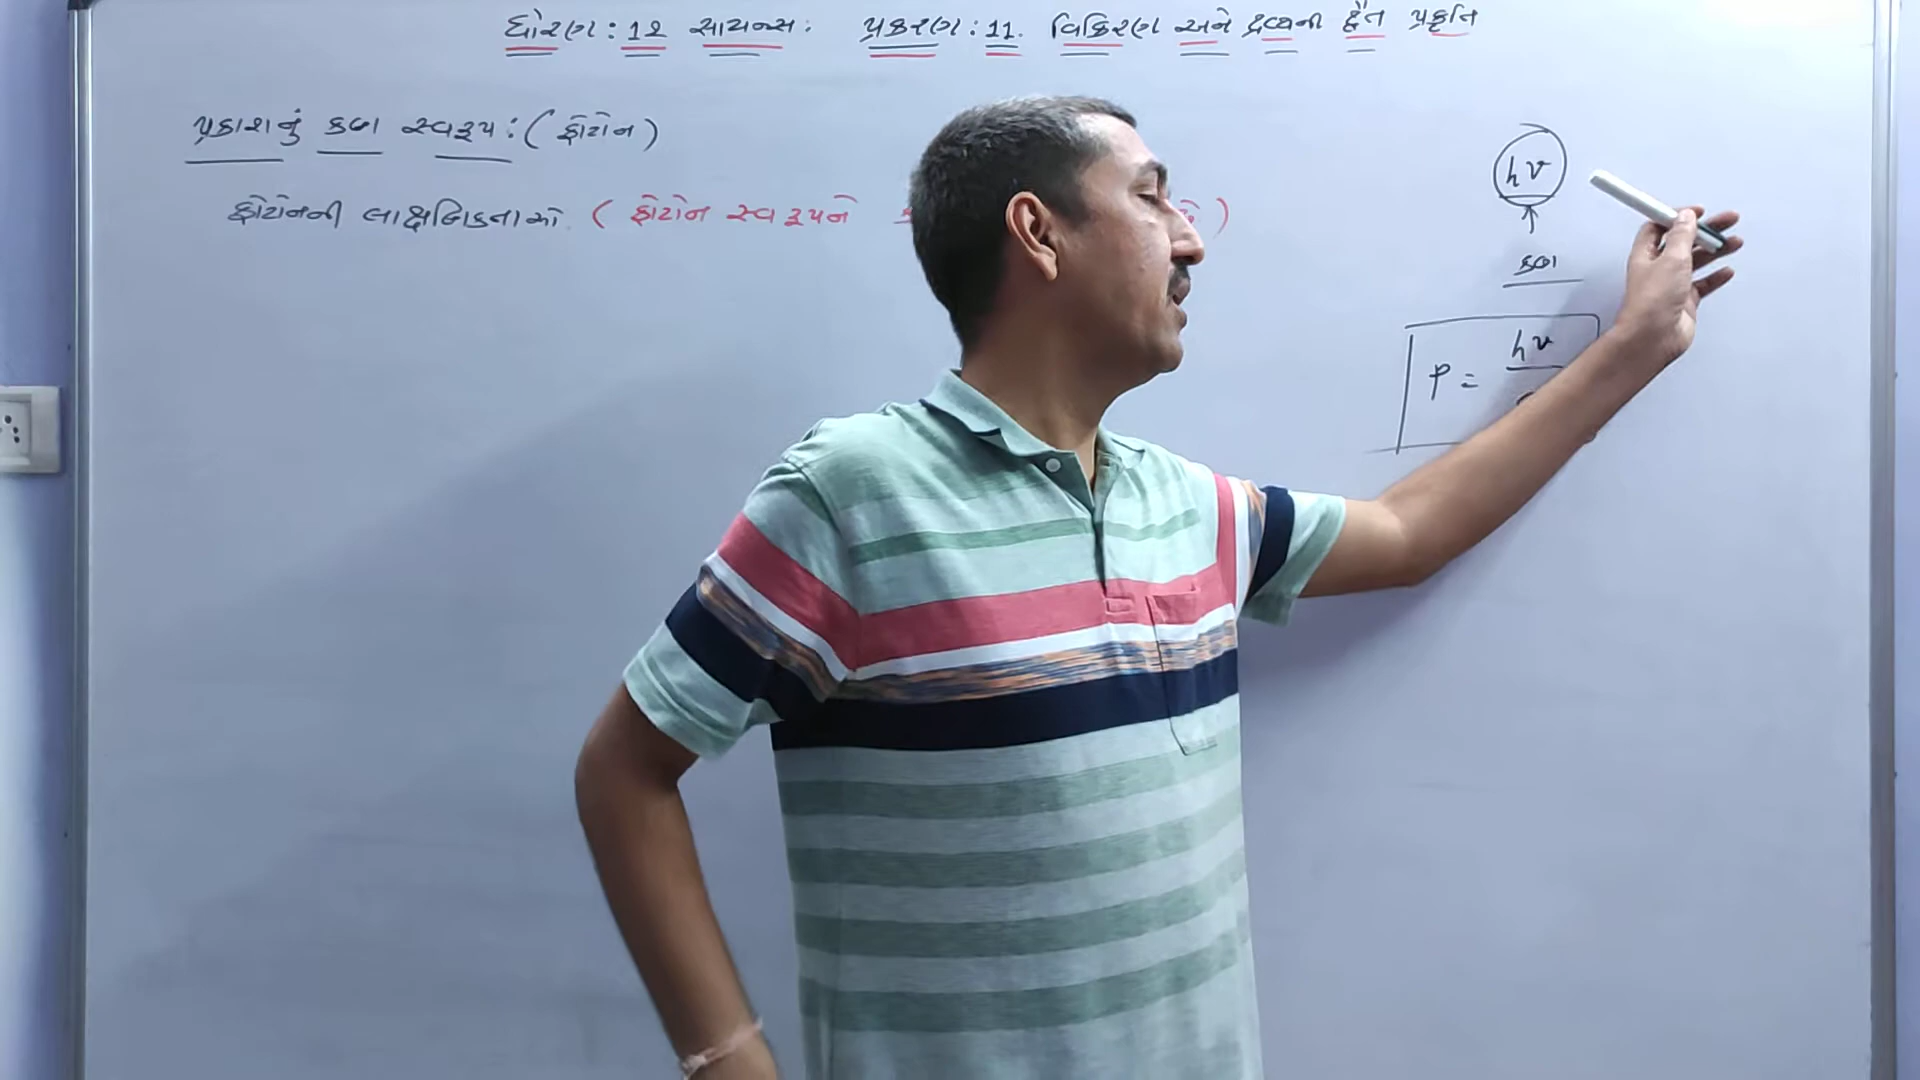 ધોરણ : 12 સાયન્સ : પ્રકરણ : 11. વિકિરણ અને દ્રવ્યની દ્વૈત પ્રકૃતિ
પ્રકાશનું કણ સ્વરૂપ : ( ફોટોન )
ફોટોનની લાક્ષણિકતાઓ. ( ફોટોન સ્વરૂપને )
hν
કણ
P = hν